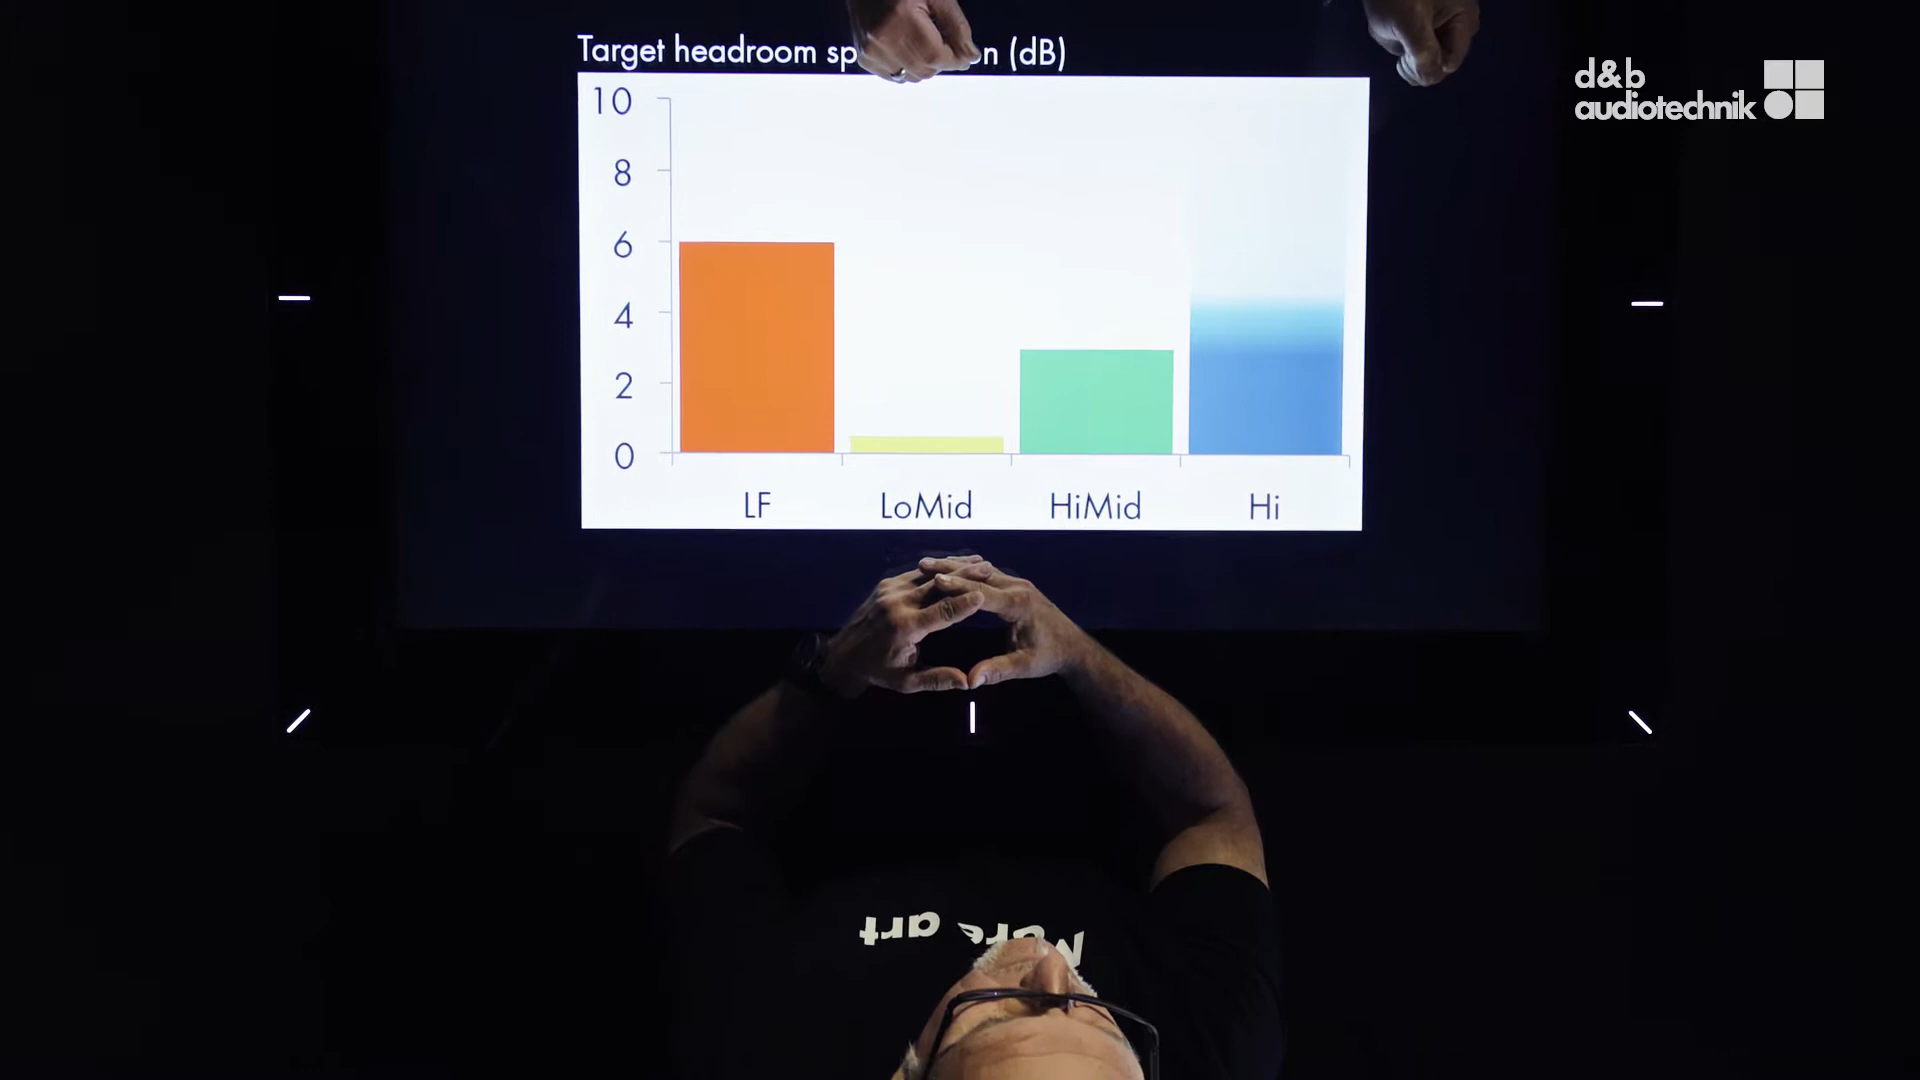 Target headroom sp n (dB)
d&b
audiotechnik
10
8
6
4
2
0
LF
LoMid
HiMid
Hi
art